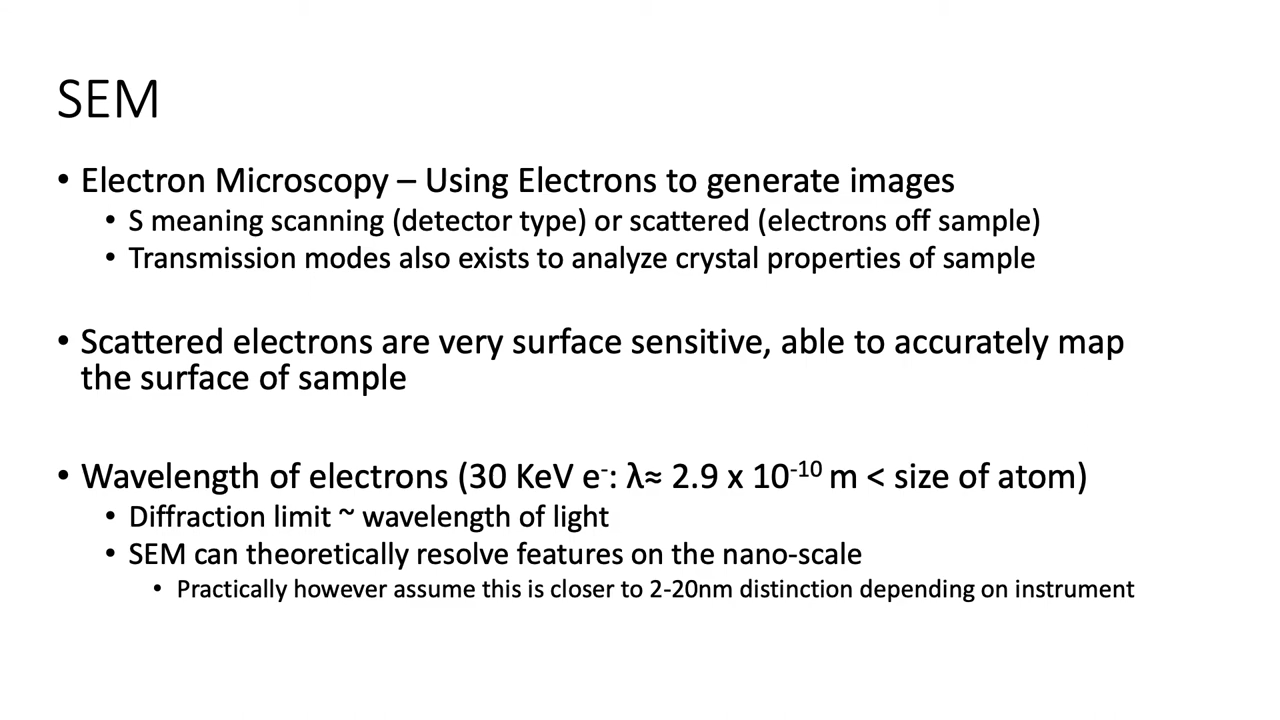 SEM
• Electron Microscopy – Using Electrons to generate images
• S meaning scanning (detector type) or scattered (electrons off sample)
• Transmission modes also exists to analyze crystal properties of sample
• Scattered electrons are very surface sensitive, able to accurately map
the surface of sample
• Wavelength of electrons (30 KeV e⁻: λ≈ 2.9 x 10⁻¹⁰ m < size of atom)
• Diffraction limit ~ wavelength of light
• SEM can theoretically resolve features on the nano-scale
• Practically however assume this is closer to 2-20nm distinction depending on instrument